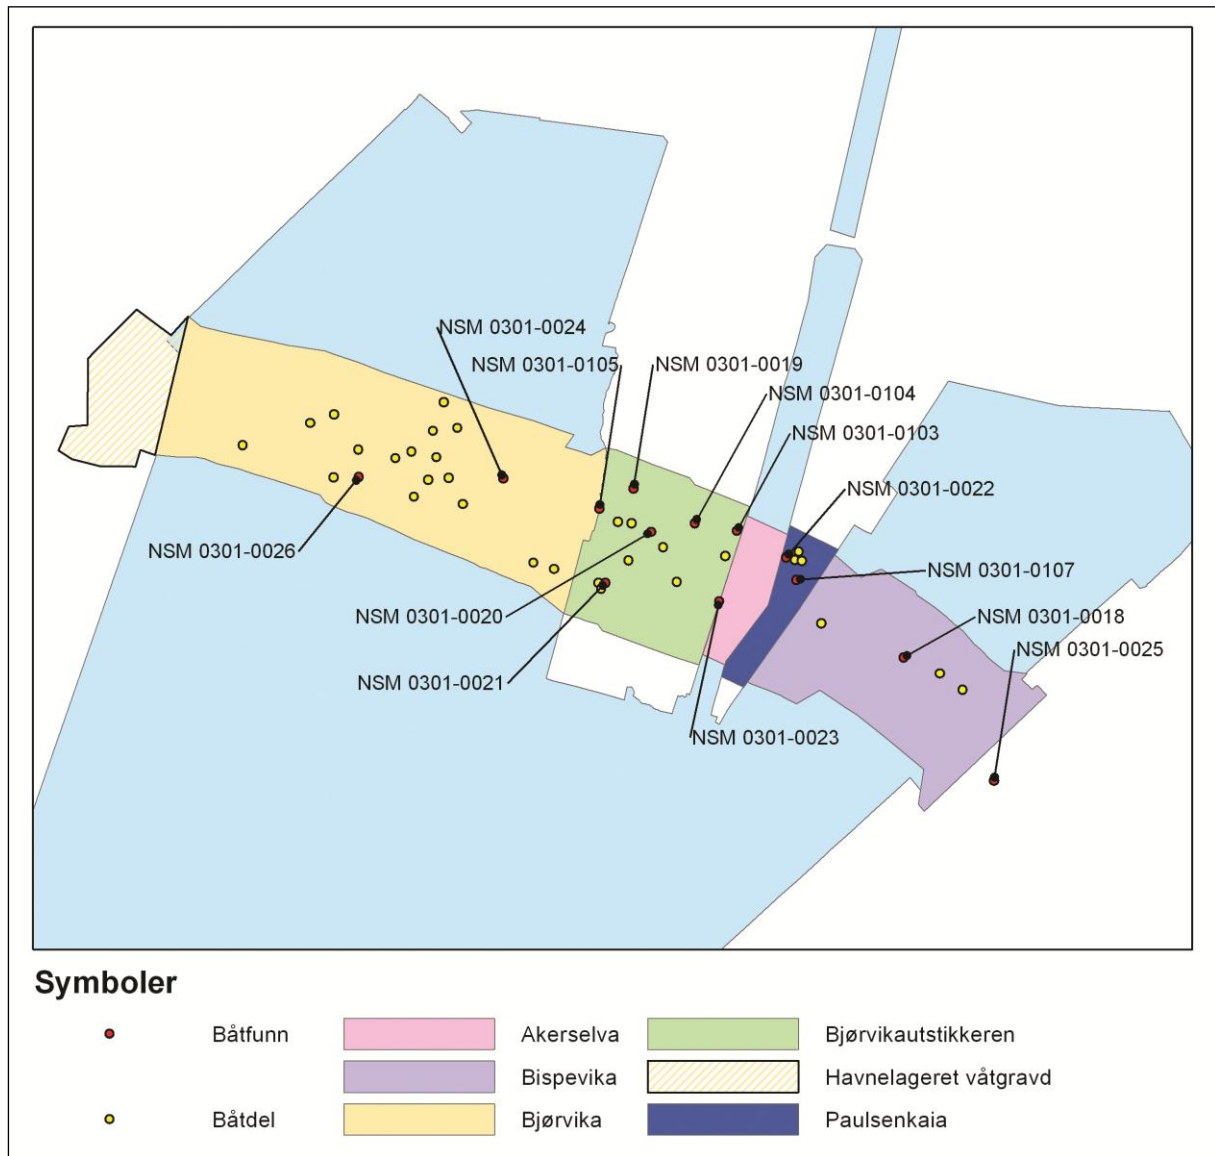 NSM 0301-0024
NSM 0301-0105
NSM 0301-0019
NSM 0301-0104
NSM 0301-0103
NSM 0301-0022
NSM 0301-0026
NSM 0301-0107
NSM 0301-0020
NSM 0301-0018
NSM 0301-0025
NSM 0301-0021
NSM 0301-0023
Symboler
Båtfunn
Akerselva
Bjørvikautstikkeren
Bispevika
Havnelageret våtgravd
Båtdel
Bjørvika
Paulsenkaia